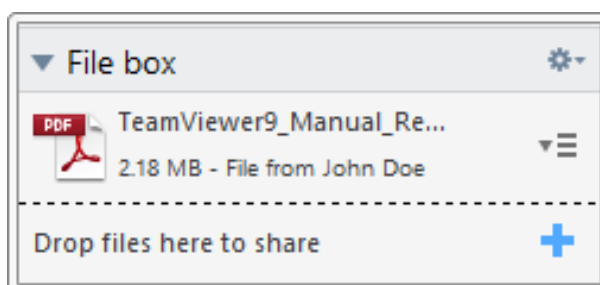 File box
PDF
TeamViewer9_Manual_Re...
2.18 MB - File from John Doe
Drop files here to share